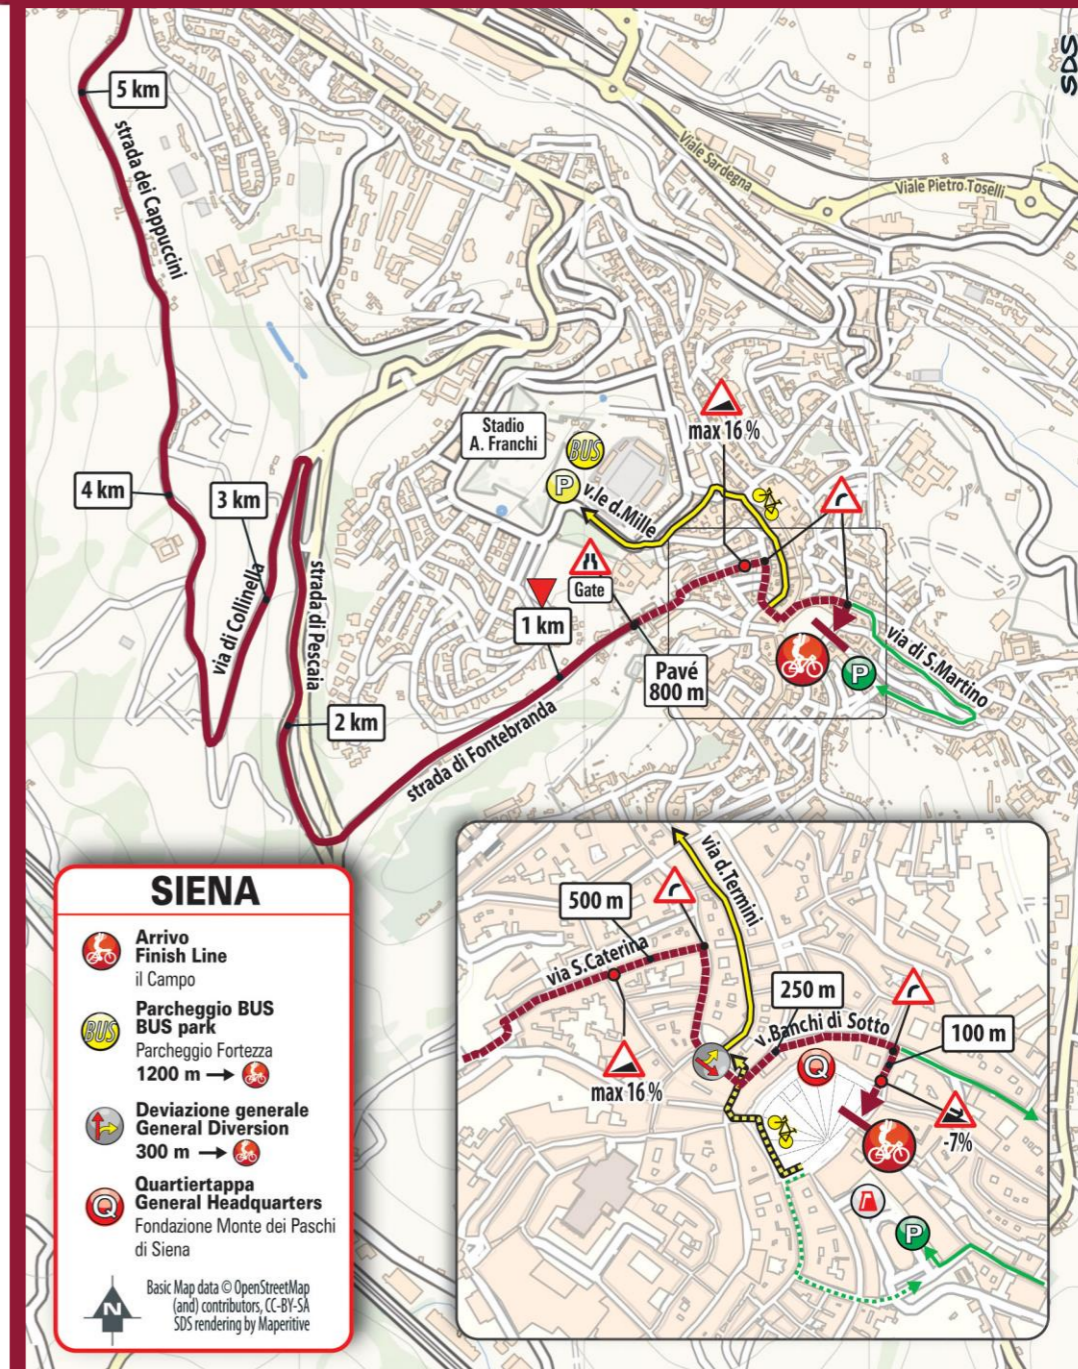 SDS
5 km
strada dei Cappuccini
Viale Sardegna
Viale Pietro Toselli
Stadio
A. Franchi
BUS
P
v.le d.Mille
max 16 %
4 km
3 km
via di Collinella
strada di Pescaia
Gate
1 km
Pavé
800 m
P
via di S.Martino
2 km
strada di Fontebranda
SIENA
Arrivo
Finish Line
il Campo
BUS
Parcheggio BUS
BUS park
Parcheggio Fortezza
1200 m
Deviazione generale
General Diversion
300 m
Q
Quartiertappa
General Headquarters
Fondazione Monte dei Paschi
di Siena
N
Basic Map data © OpenStreetMap
(and) contributors, CC-BY-SA
SDS rendering by Maperitive
via d.Termini
500 m
via S.Caterina
250 m
v.Banchi di Sotto
100 m
max 16 %
Q
-7%
P